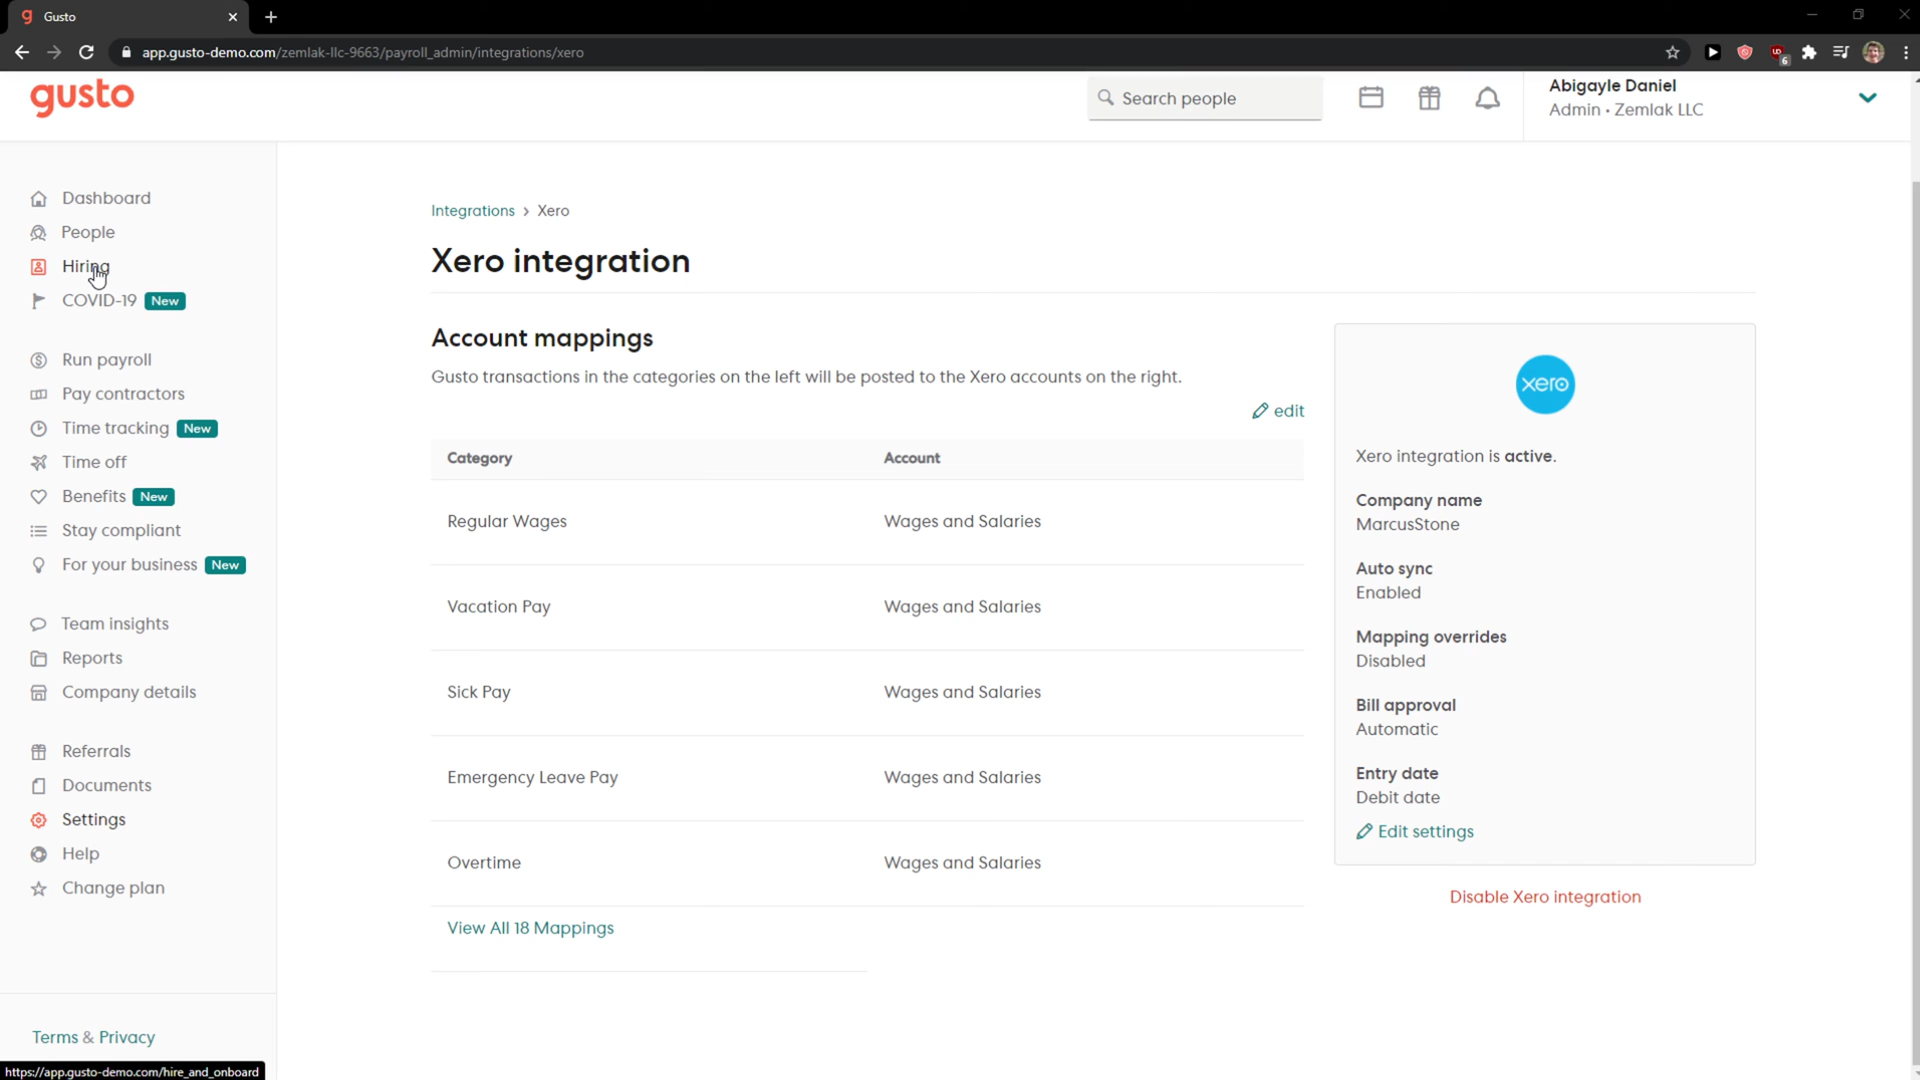 Gusto
app.gusto-demo.com/zemlak-llc-9663/payroll_admin/integrations/xero
6
gusto
Search people
Abigayle Daniel
Admin • Zemlak LLC
Dashboard
People
Hiring
COVID-19 New
Run payroll
Pay contractors
Time tracking New
Time off
Benefits New
Stay compliant
For your business New
Team insights
Reports
Company details
Referrals
Documents
Settings
Help
Change plan
Terms & Privacy
https://app.gusto-demo.com/hire_and_onboard
Integrations > Xero
Xero integration
Account mappings
Gusto transactions in the categories on the left will be posted to the Xero accounts on the right.
edit
Category Account
Regular Wages Wages and Salaries
Vacation Pay Wages and Salaries
Sick Pay Wages and Salaries
Emergency Leave Pay Wages and Salaries
Overtime Wages and Salaries
View All 18 Mappings
xero
Xero integration is active.
Company name
MarcusStone
Auto sync
Enabled
Mapping overrides
Disabled
Bill approval
Automatic
Entry date
Debit date
Edit settings
Disable Xero integration